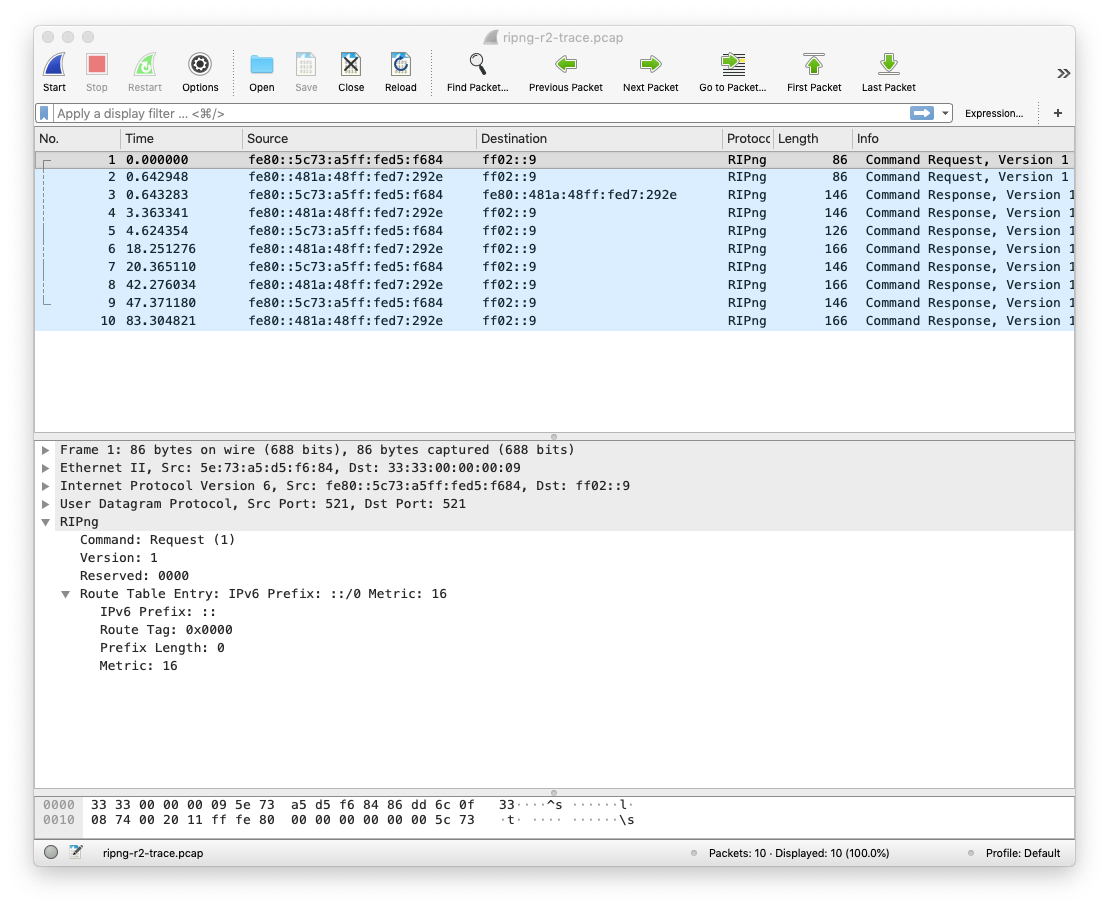 ripng-r2-trace.pcap
Start Stop Restart Options Open Save Close Reload Find Packet... Previous Packet Next Packet Go to Packet... First Packet Last Packet
Apply a display filter ... <⌘/> Expression... +
No. Time Source Destination Protoc Length Info
1 0.000000 fe80::5c73:a5ff:fed5:f684 ff02::9 RIPng 86 Command Request, Version 1
2 0.642948 fe80::481a:48ff:fed7:292e ff02::9 RIPng 86 Command Request, Version 1
3 0.643283 fe80::5c73:a5ff:fed5:f684 fe80::481a:48ff:fed7:292e RIPng 146 Command Response, Version 1
4 3.363341 fe80::481a:48ff:fed7:292e ff02::9 RIPng 146 Command Response, Version 1
5 4.624354 fe80::5c73:a5ff:fed5:f684 ff02::9 RIPng 126 Command Response, Version 1
6 18.251276 fe80::481a:48ff:fed7:292e ff02::9 RIPng 166 Command Response, Version 1
7 20.365110 fe80::5c73:a5ff:fed5:f684 ff02::9 RIPng 146 Command Response, Version 1
8 42.276034 fe80::481a:48ff:fed7:292e ff02::9 RIPng 166 Command Response, Version 1
9 47.371180 fe80::5c73:a5ff:fed5:f684 ff02::9 RIPng 146 Command Response, Version 1
10 83.304821 fe80::481a:48ff:fed7:292e ff02::9 RIPng 166 Command Response, Version 1
Frame 1: 86 bytes on wire (688 bits), 86 bytes captured (688 bits)
Ethernet II, Src: 5e:73:a5:d5:f6:84, Dst: 33:33:00:00:00:09
Internet Protocol Version 6, Src: fe80::5c73:a5ff:fed5:f684, Dst: ff02::9
User Datagram Protocol, Src Port: 521, Dst Port: 521
RIPng
Command: Request (1)
Version: 1
Reserved: 0000
Route Table Entry: IPv6 Prefix: ::/0 Metric: 16
IPv6 Prefix: ::
Route Tag: 0x0000
Prefix Length: 0
Metric: 16
0000 33 33 00 00 00 09 5e 73 a5 d5 f6 84 86 dd 6c 0f 33····^s ······l·
0010 08 74 00 20 11 ff fe 80 00 00 00 00 00 00 5c 73 ·t· ···· ······\s
ripng-r2-trace.pcap Packets: 10 · Displayed: 10 (100.0%) Profile: Default